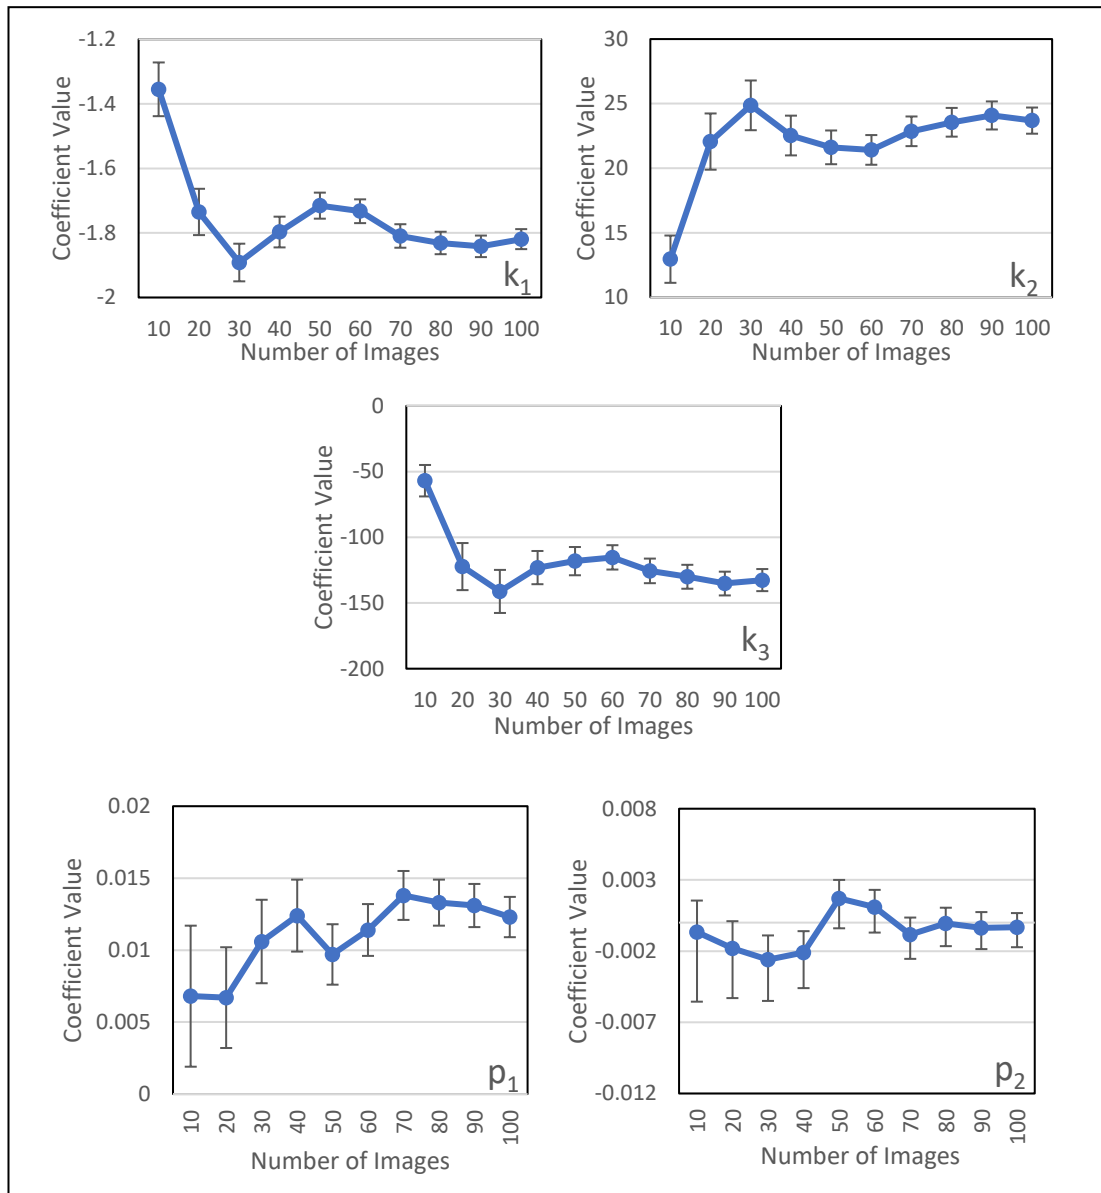 Coefficient Value
-1.2
-1.4
-1.6
-1.8
-2
k1
10 20 30 40 50 60 70 80 90 100
Number of Images
Coefficient Value
30
25
20
15
10
k2
10 20 30 40 50 60 70 80 90 100
Number of Images
Coefficient Value
0
-50
-100
-150
-200
k3
10 20 30 40 50 60 70 80 90 100
Number of Images
Coefficient Value
0.02
0.015
0.01
0.005
0
p1
10 20 30 40 50 60 70 80 90 100
Number of Images
Coefficient Value
0.008
0.003
-0.002
-0.007
-0.012
p2
10 20 30 40 50 60 70 80 90 100
Number of Images